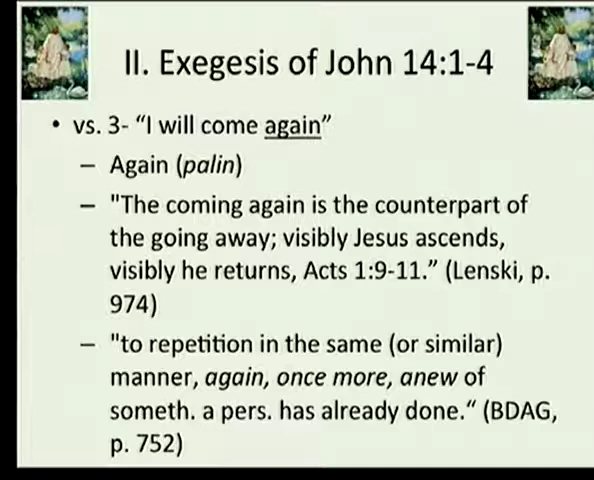 II. Exegesis of John 14:1-4
• vs. 3- “I will come again”
– Again (palin)
– "The coming again is the counterpart of
the going away; visibly Jesus ascends,
visibly he returns, Acts 1:9-11.” (Lenski, p.
974)
– "to repetition in the same (or similar)
manner, again, once more, anew of
someth. a pers. has already done.“ (BDAG,
p. 752)